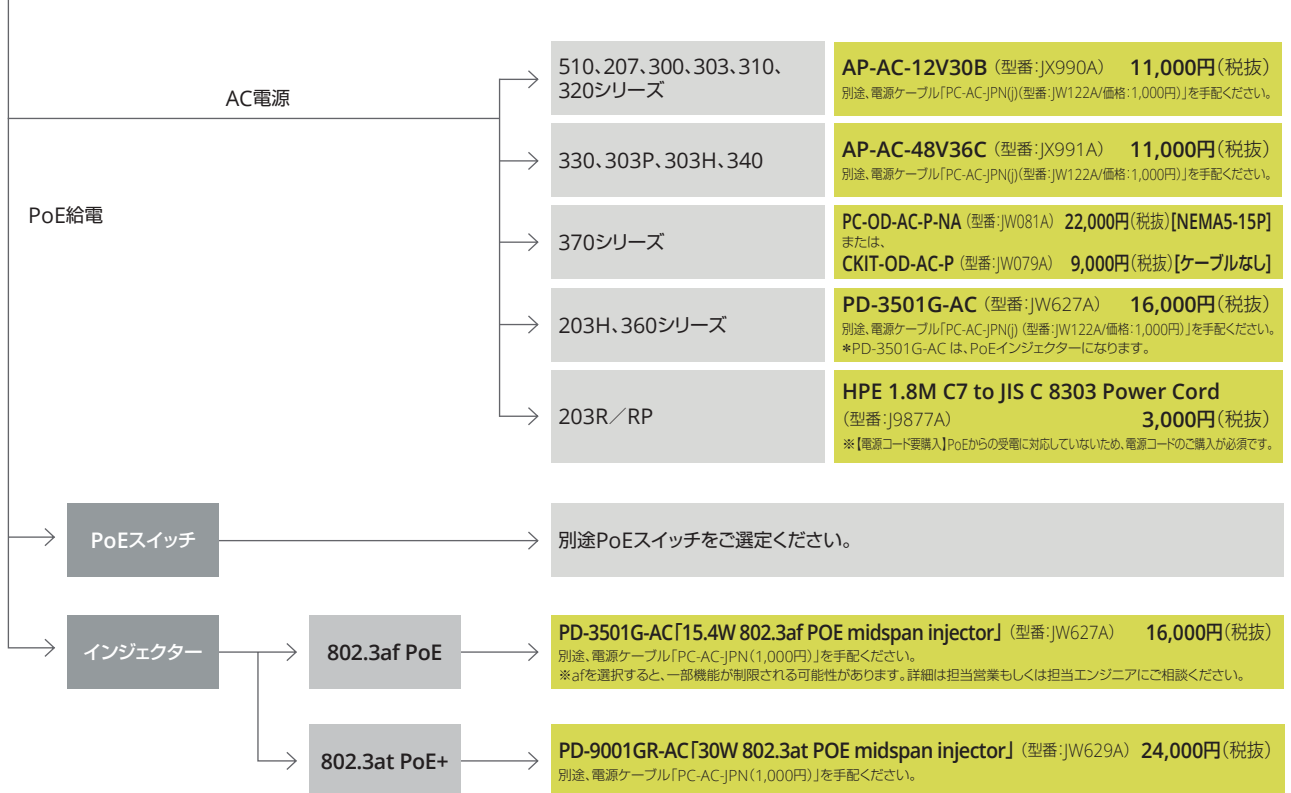 AC電源
510、207、300、303、310、
320シリーズ
AP-AC-12V30B（型番：JX990A） 11,000円（税抜）
別途、電源ケーブル「PC-AC-JPN(j)(型番：JW122A/価格：1,000円)」を手配ください。
330、303P、303H、340
AP-AC-48V36C（型番：JX991A） 11,000円（税抜）
別途、電源ケーブル「PC-AC-JPN(j)(型番：JW122A/価格：1,000円)」を手配ください。
PoE給電
370シリーズ
PC-OD-AC-P-NA（型番：JW081A） 22,000円（税抜）[NEMA5-15P]
または、
CKIT-OD-AC-P（型番：JW079A） 9,000円（税抜）[ケーブルなし]
203H、360シリーズ
PD-3501G-AC（型番：JW627A） 16,000円（税抜）
別途、電源ケーブル「PC-AC-JPN(j) (型番：JW122A/価格：1,000円)」を手配ください。
＊PD-3501G-AC は、PoEインジェクターになります。
203R／RP
HPE 1.8M C7 to JIS C 8303 Power Cord
（型番：J9877A） 3,000円（税抜）
※【電源コード要購入】PoEからの受電に対応していないため、電源コードのご購入が必須です。
PoEスイッチ
別途PoEスイッチをご選定ください。
インジェクター
802.3af PoE
PD-3501G-AC「15.4W 802.3af POE midspan injector」（型番：JW627A） 16,000円（税抜）
別途、電源ケーブル「PC-AC-JPN（1,000円）」を手配ください。
※afを選択すると、一部機能が制限される可能性があります。詳細は担当営業もしくは担当エンジニアにご相談ください。
802.3at PoE+
PD-9001GR-AC「30W 802.3at POE midspan injector」（型番：JW629A） 24,000円（税抜）
別途、電源ケーブル「PC-AC-JPN（1,000円）」を手配ください。